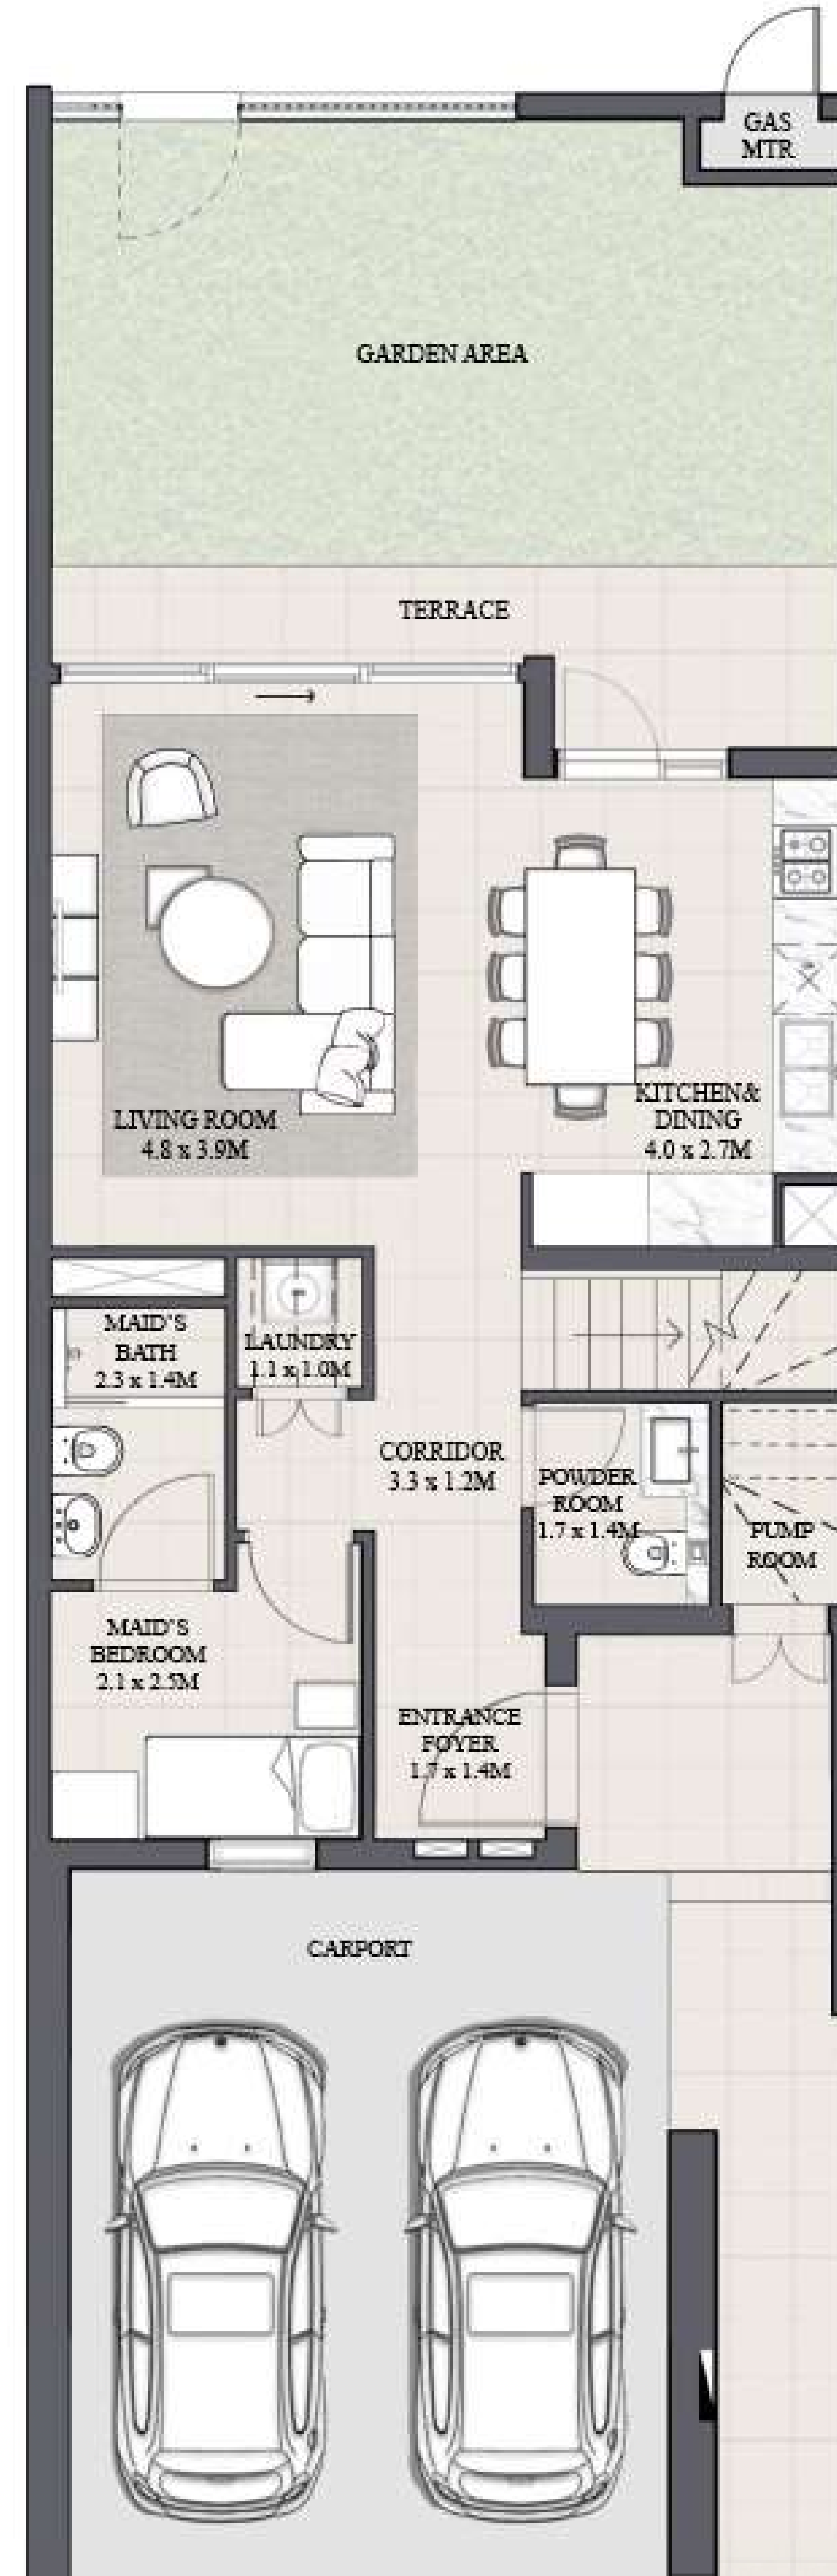 GAS
MTR
GARDEN AREA
TERRACE
LIVING ROOM
4.8 x 3.9M
KITCHEN&
DINING
4.0 x 2.7M
MAID'S
BATH
2.3 x 1.4M
LAUNDRY
1.1 x 1.0M
CORRIDOR
3.3 x 1.2M
POWDER
ROOM
1.7 x 1.4M
PUMP
ROOM
MAID'S
BEDROOM
2.1 x 2.5M
ENTRANCE
FOYER
1.7 x 1.4M
CARPORT